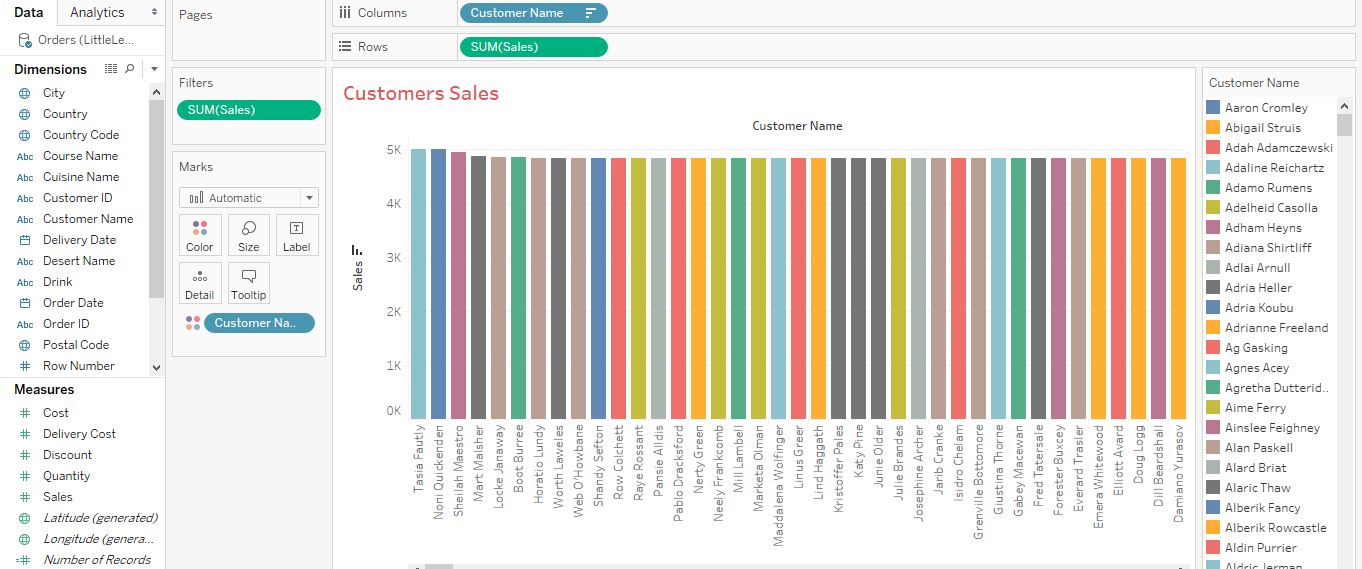 Data
Analytics
Orders (LittleLe...
Dimensions
City
Country
Country Code
Abc Course Name
Abc Cuisine Name
Abc Customer ID
Abc Customer Name
Delivery Date
Abc Desert Name
Abc Drink
Order Date
Abc Order ID
Postal Code
Row Number
Measures
Cost
Delivery Cost
Discount
Quantity
Sales
Latitude (generated)
Longitude (genera...
Number of Records
Pages
Filters
SUM(Sales)
Marks
Automatic
Color
Size
T
Label
Detail
Tooltip
Customer Na..
Columns
Customer Name
Rows
SUM(Sales)
Customers Sales
Customer Name
Sales
5K
4K
3K
2K
1K
0K
Tasia Fautly
Noni Quickenden
Sheilah Maestro
Mart Malsher
Locke Janaway
Boot Burree
Horatio Lundy
Worth Laweles
Web O'Howbane
Shandy Sefton
Row Colchett
Raye Rossant
Pansie Alldis
Pablo Dracksford
Nerty Green
Neely Frankcomb
Mill Lambell
Marketa Olman
Maddalena Wolfinger
Linus Greer
Lind Haggath
Kristoffer Pales
Katy Pine
Junie Older
Julie Brandes
Josephine Archer
Jarib Cranke
Isidro Chelam
Grenville Bottomore
Giustina Thorne
Gabey Macewan
Fred Tatersale
Forester Buxcey
Everard Trasler
Emera Whitewood
Elliott Avard
Doug Logg
Dill Beardshall
Damiano Yurasov
Customer Name
Aaron Cromley
Abigail Struis
Adah Adamczewski
Adaline Reichartz
Adamo Rumens
Adelheid Casolla
Adham Heyns
Adiana Shirtliff
Adlai Arnull
Adria Heller
Adria Koubu
Adrianne Freeland
Ag Gasking
Agnes Acey
Agretha Dutterid..
Aime Ferry
Ainslee Feighney
Alan Paskell
Alard Briat
Alaric Thaw
Alberik Fancy
Alberik Rowcastle
Aldin Purrier
Aldric Jerman